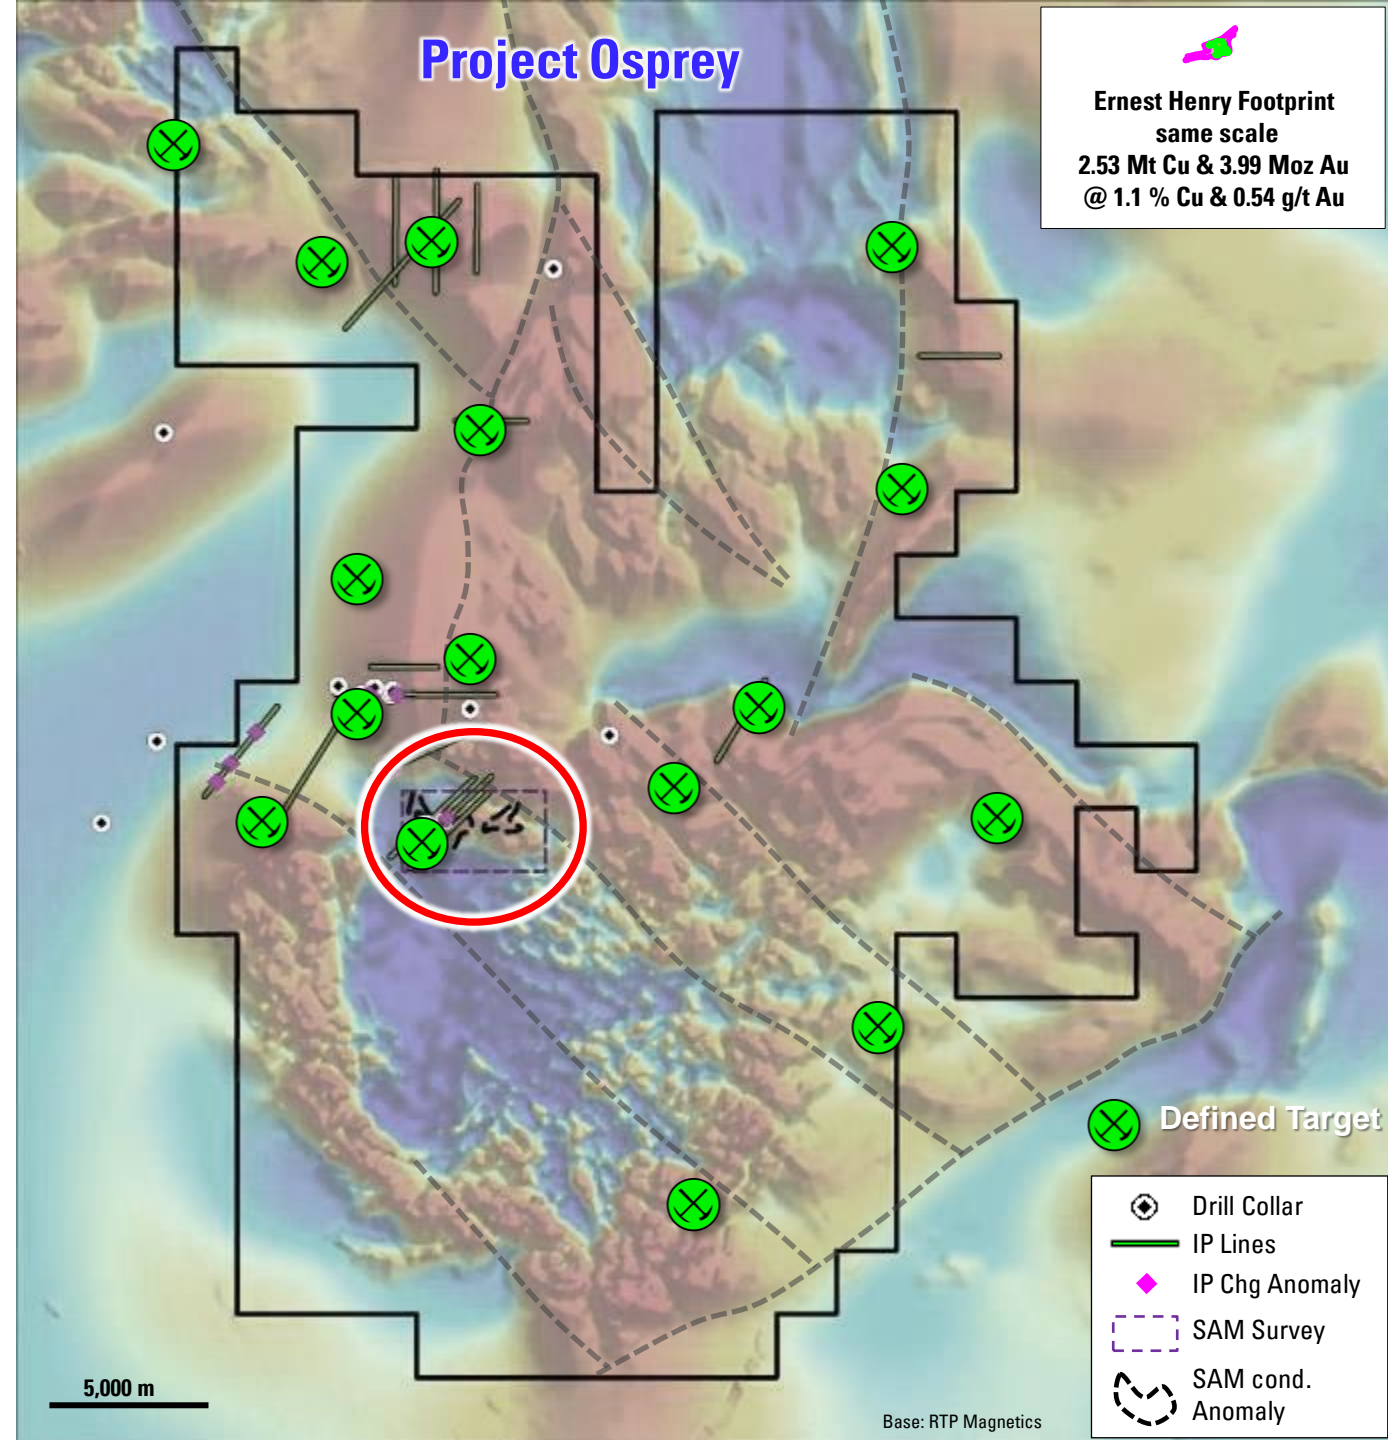 Project Osprey
Ernest Henry Footprint
same scale
2.53 Mt Cu & 3.99 Moz Au
@ 1.1 % Cu & 0.54 g/t Au
Defined Target
Drill Collar
IP Lines
IP Chg Anomaly
SAM Survey
SAM cond.
Anomaly
5,000 m
Base: RTP Magnetics